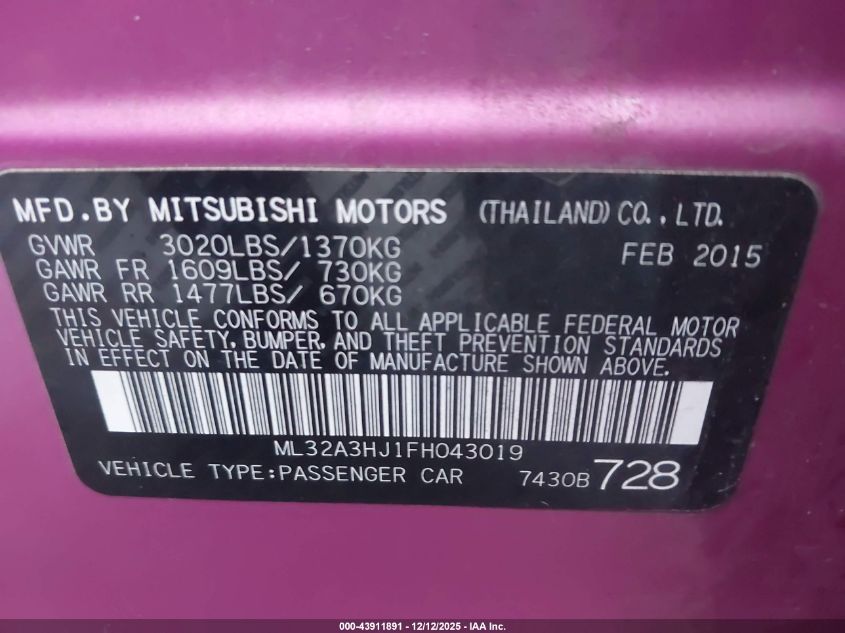 MFD.BY MITSUBISHI MOTORS (THAILAND) CO., LTD.
GVWR 3020LBS/1370KG FEB 2015
GAWR FR 1609LBS/ 730KG
GAWR RR 1477LBS/ 670KG
THIS VEHICLE CONFORMS TO ALL APPLICABLE FEDERAL MOTOR
VEHICLE SAFETY, BUMPER, AND THEFT PREVENTION STANDARDS
IN EFFECT ON THE DATE OF MANUFACTURE SHOWN ABOVE.
ML32A3HJ1FH043019
VEHICLE TYPE:PASSENGER CAR 7430B 728
000-43911891 - 12/12/2025 - IAA Inc.